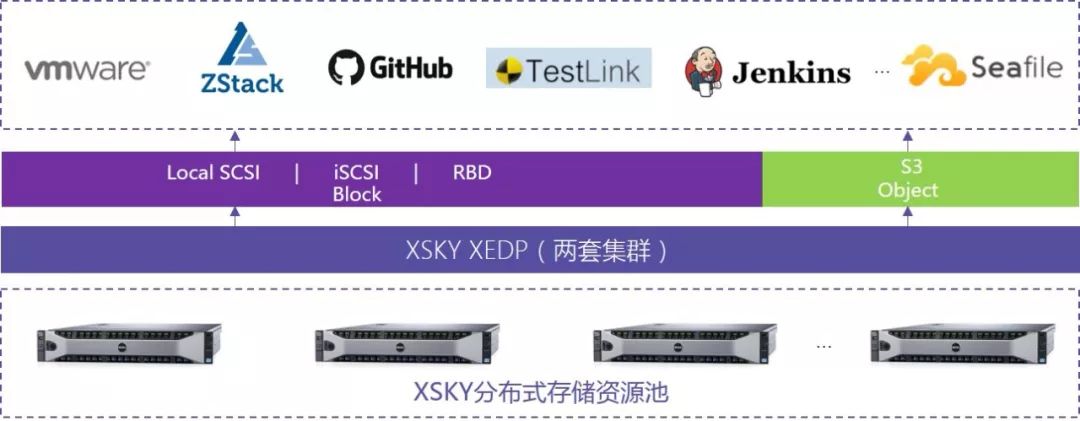 vmware®
ZStack
GitHub
TestLink
Jenkins
...
Seafile
Local SCSI | iSCSI | RBD
Block
S3
Object
XSKY XEDP（两套集群）
...
XSKY分布式存储资源池